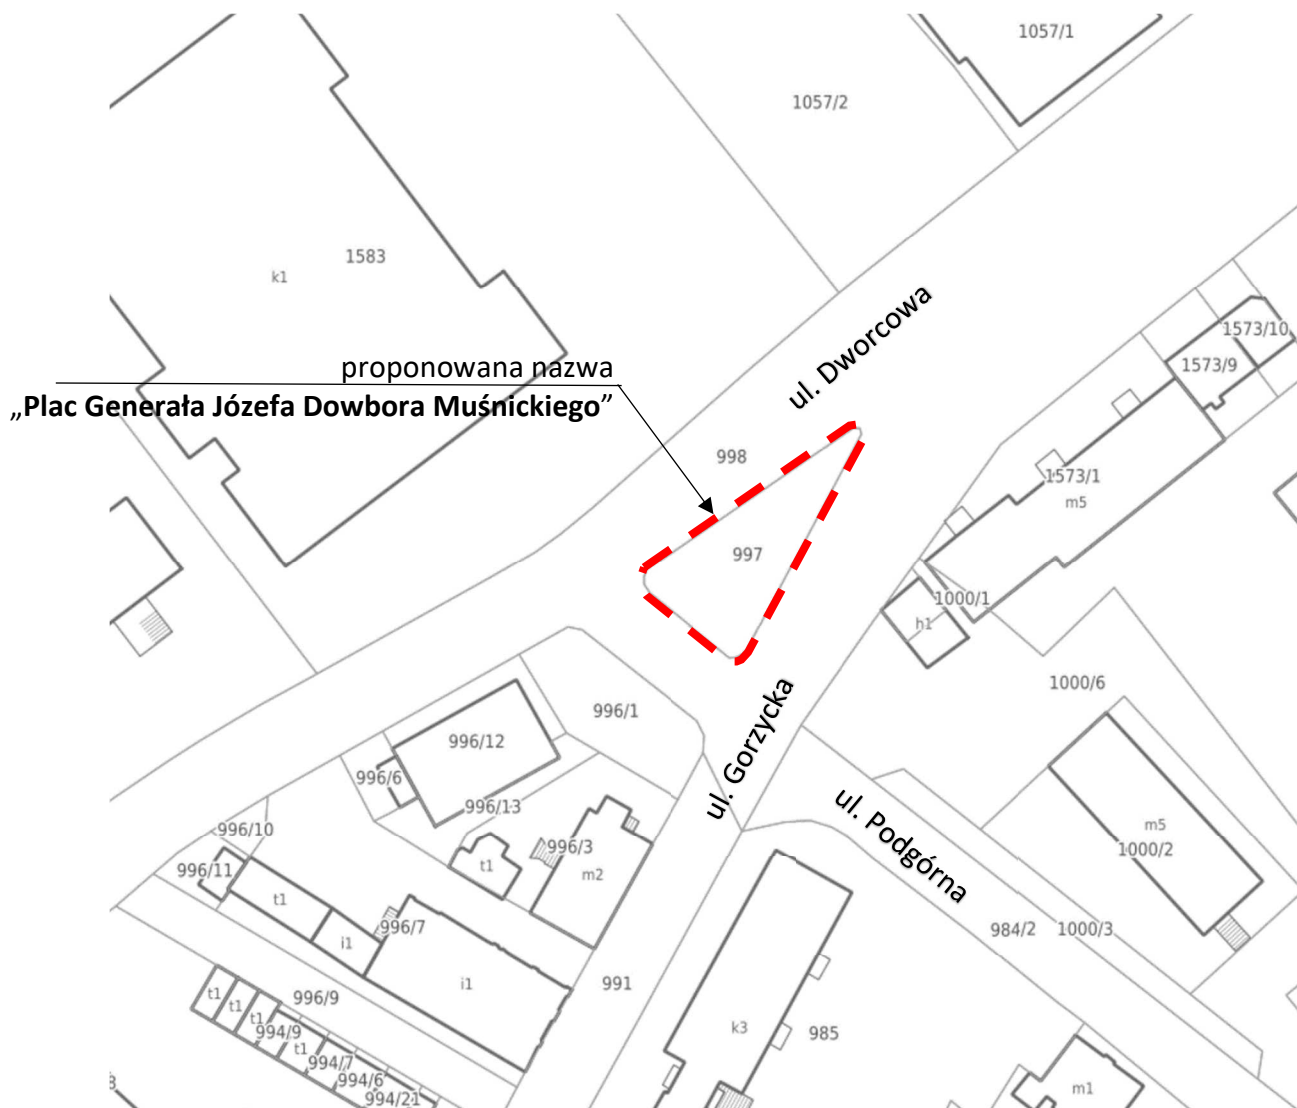 1057/1
1057/2
1583
k1
ul. Dworcowa
1573/10
1573/9
proponowana nazwa
„Plac Generała Józefa Dowbora Muśnickiego”
998
1573/1
m5
997
1000/1
h1
1000/6
996/1
ul. Gorzycka
996/12
996/6
996/13
ul. Podgórna
996/10
996/3
m5
1000/2
996/11
t1
m2
t1
996/7
i1
984/2
1000/3
i1
991
996/9
t1
t1
t1
994/9
k3
985
t1
994/7
994/6
994/21
m1